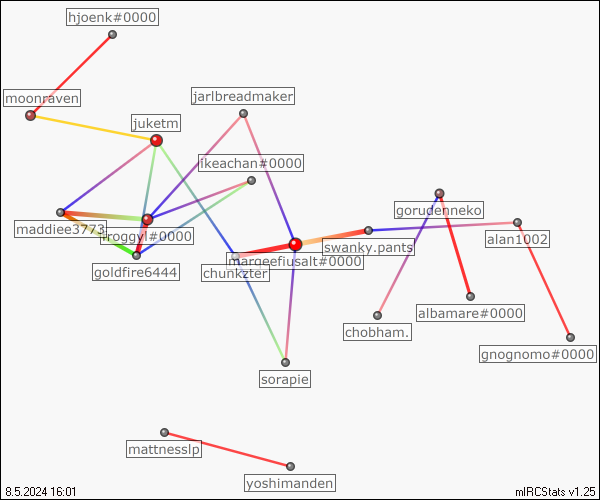 hjoenk#0000
moonraven
jarlbreadmaker
juketm
ikeachan#0000
gorudenneko
maddiee3773
froggyl#0000
swanky.pants
alan1002
margeefiusalt#0000
goldfire6444
chunkzter
albamare#0000
chobham.
gnognomo#0000
sorapie
mattnesslp
yoshimanden
8.5.2024 16:01
mIRCStats v1.25